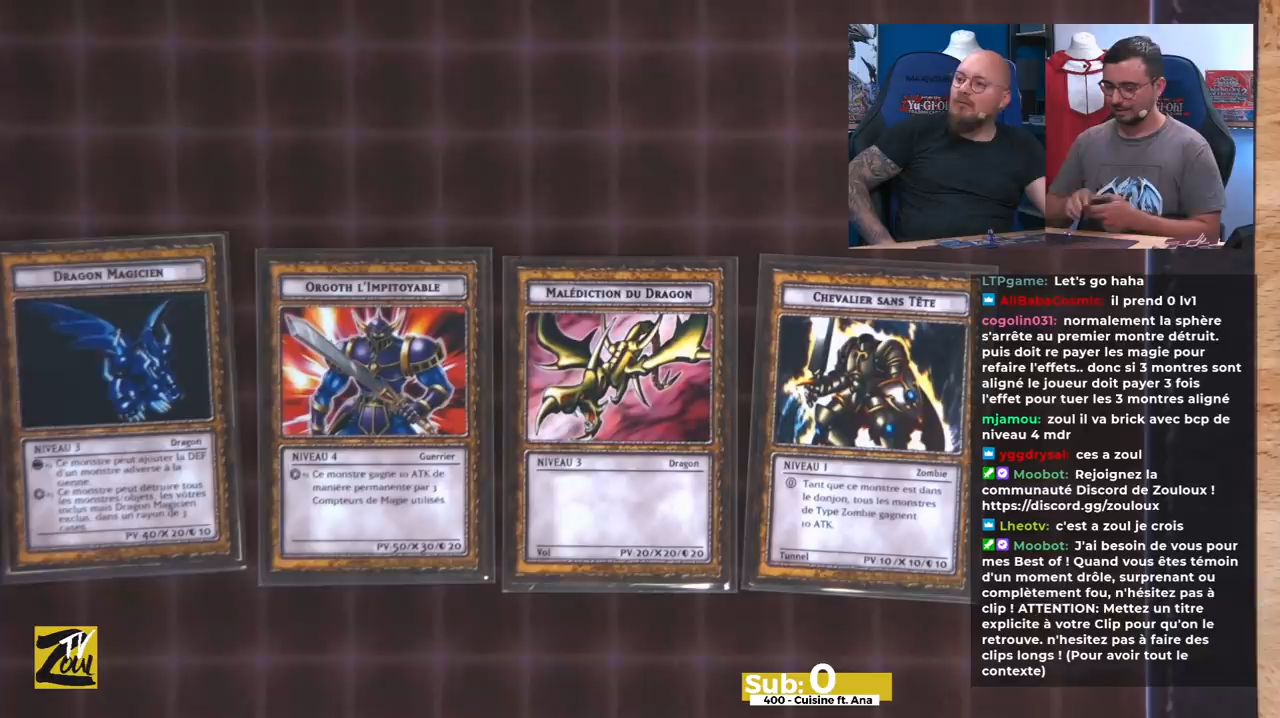 DRAGON MAGICIEN
NIVEAU 3 Dragon
Ce monstre peut ajouter la DEF
d'un monstre adverse à la
sienne.
Ce monstre peut détruire tous
les monstres/objets, les vôtres
inclus mais Dragon Magicien
exclus, dans un rayon de 3
cases.
PV 40/X 20/ 10
ORGOTH L'IMPITOYABLE
NIVEAU 4 Guerrier
Ce monstre gagne 10 ATK de
manière permanente par 3
Compteurs de Magie utilisés.
PV 50/X 30/ 20
MALÉDICTION DU DRAGON
NIVEAU 3 Dragon
Vol PV 20/X 20/ 20
CHEVALIER SANS TÊTE
NIVEAU 1 Zombie
Tant que ce monstre est dans
le donjon, tous les monstres
de Type Zombie gagnent
10 ATK.
Tunnel PV 10/X 10/ 10
Yu-Gi-Oh!
LTPgame: Let's go haha
AliBabaCosmic: il prend 0 lv1
cogolin031: normalement la sphère
s'arrête au premier montre détruit.
puis doit re payer les magie pour
refaire l'effets.. donc si 3 montres sont
aligné le joueur doit payer 3 fois
l'effet pour tuer les 3 montres aligné
mjamou: zoul il va brick avec bcp de
niveau 4 mdr
yggdrysal: ces a zoul
Moobot: Rejoignez la
communauté Discord de Zouloux !
https://discord.gg/zouloux
Lheotv: c'est a zoul je crois
Moobot: J'ai besoin de vous pour
mes Best of ! Quand vous êtes témoin
d'un moment drôle, surprenant ou
complètement fou, n'hésitez pas à
clip ! ATTENTION: Mettez un titre
explicite à votre Clip pour qu'on le
retrouve. n'hesitez pas à faire des
clips longs ! (Pour avoir tout le
contexte)
Zoul TV
Sub: 0
400 - Cuisine ft. Ana